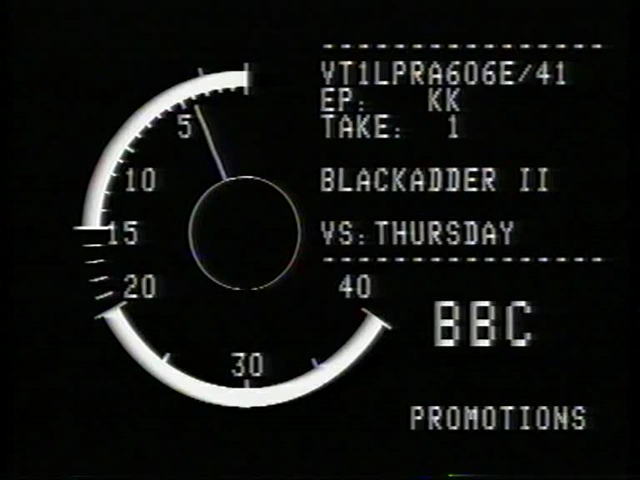 VT1LPRA606E/41
EP: KK
TAKE: 1
BLACKADDER II
VS:THURSDAY
5
10
15
20
30
40
BBC
PROMOTIONS